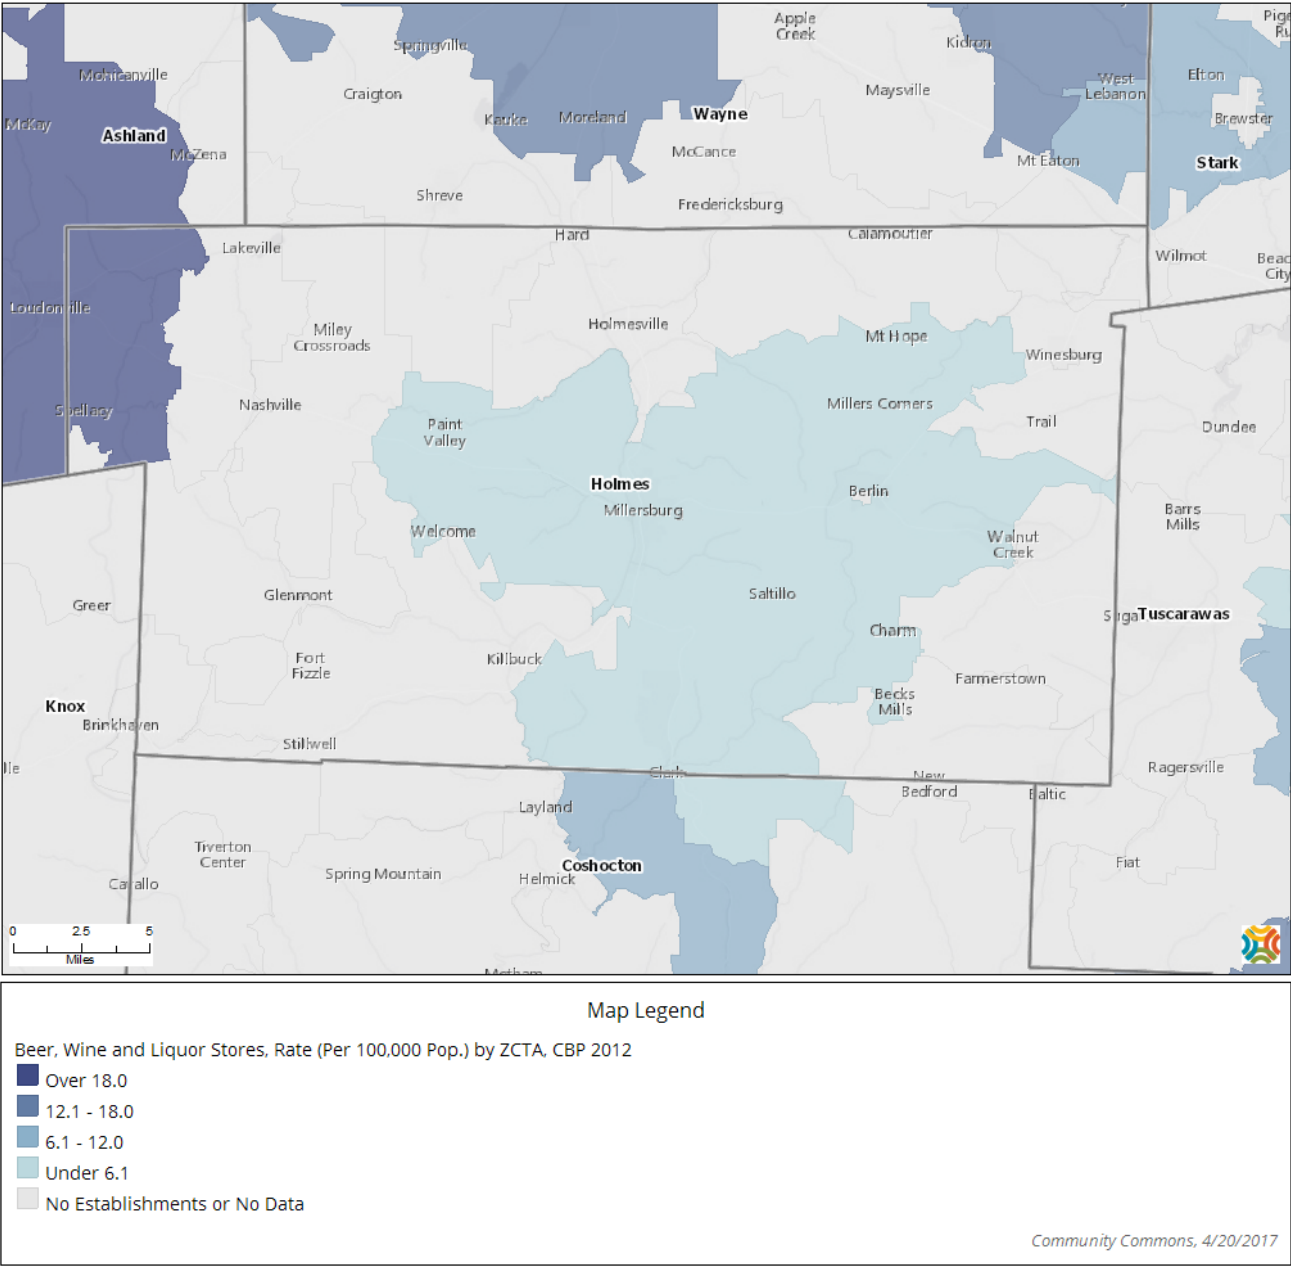 Apple
Creek
Springville
Kidron
Mohicanville
West
Lebanon
Elton
Craigton
Maysville
McKay
Ashland
Kauke
Moreland
Wayne
Brewster
McZena
McCance
Mt Eaton
Stark
Shreve
Fredericksburg
Hard
Calamoutier
Lakeville
Wilmot
Beac
City
Loudonville
Miley
Crossroads
Holmesville
Mt Hope
Winesburg
Spellacy
Nashville
Paint
Valley
Millers Corners
Trail
Dundee
Holmes
Berlin
Millersburg
Barrs
Mills
Welcome
Walnut
Creek
Greer
Glenmont
Saltillo
Tuscarawas
Charm
Fort
Fizzle
Killbuck
Farmerstown
Becks
Mills
Knox
Brinkhaven
Stillwell
Clark
New
Bedford
Ragersville
Baltic
Layland
Tiverton
Center
Coshocton
Fiat
Spring Mountain
Helmick
Cavallo
0 2.5 5
Miles
Map Legend
Beer, Wine and Liquor Stores, Rate (Per 100,000 Pop.) by ZCTA, CBP 2012
Over 18.0
12.1 - 18.0
6.1 - 12.0
Under 6.1
No Establishments or No Data
Community Commons, 4/20/2017